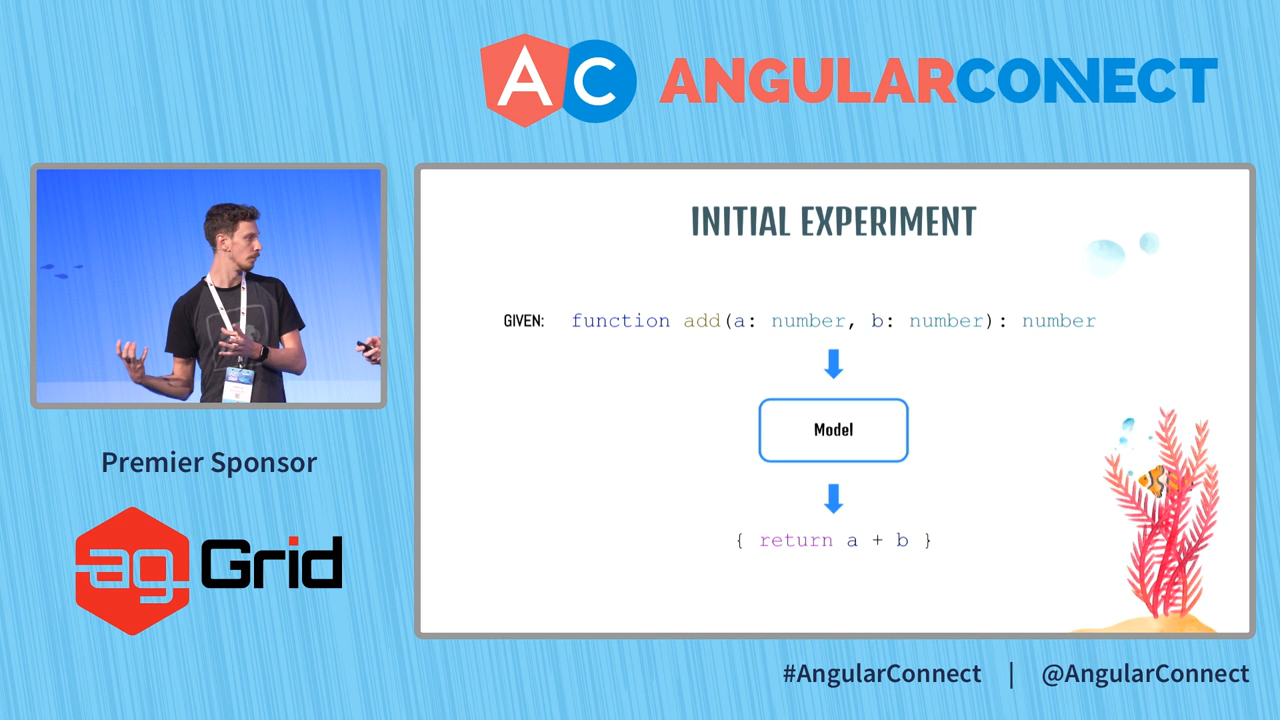 AC ANGULARCONNECT
INITIAL EXPERIMENT
GIVEN: function add(a: number, b: number): number
Model
{ return a + b }
Premier Sponsor
ag Grid
#AngularConnect | @AngularConnect